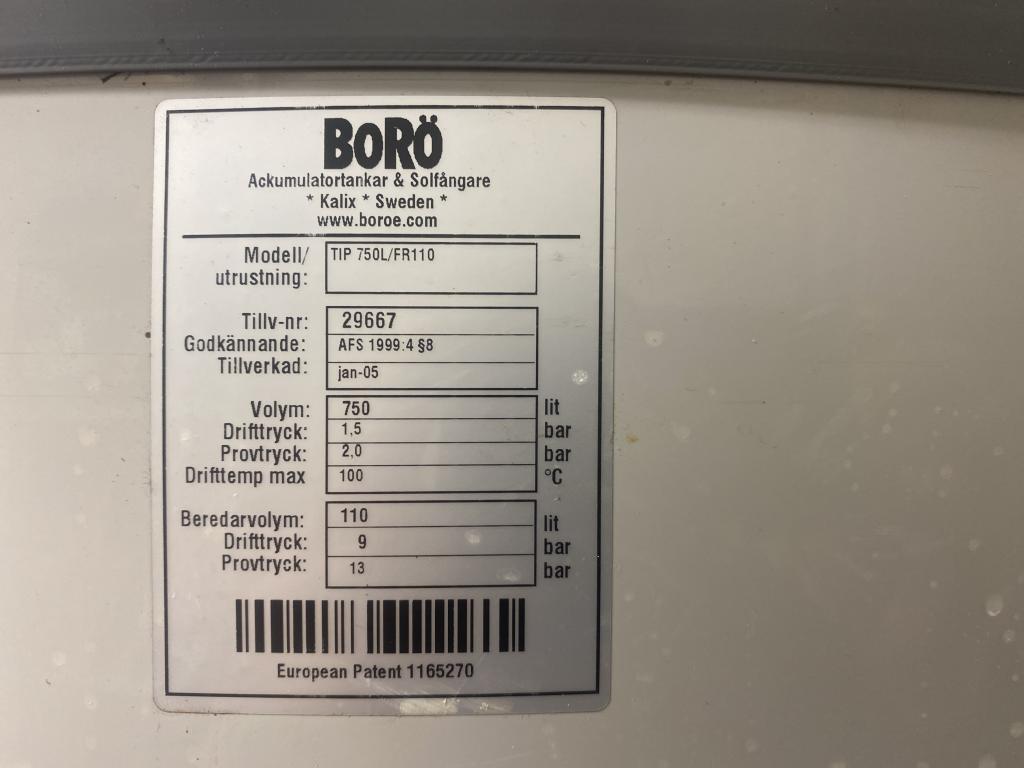 BORÖ
Ackumulatortankar & Solfångare
* Kalix * Sweden *
www.boroe.com
Modell/ TIP 750L/FR110
utrustning:
Tillv-nr: 29667
Godkännande: AFS 1999:4 §8
Tillverkad: jan-05
Volym: 750 lit
Drifttryck: 1,5 bar
Provtryck: 2,0 bar
Drifttemp max 100 °C
Beredarvolym: 110 lit
Drifttryck: 9 bar
Provtryck: 13 bar
European Patent 1165270